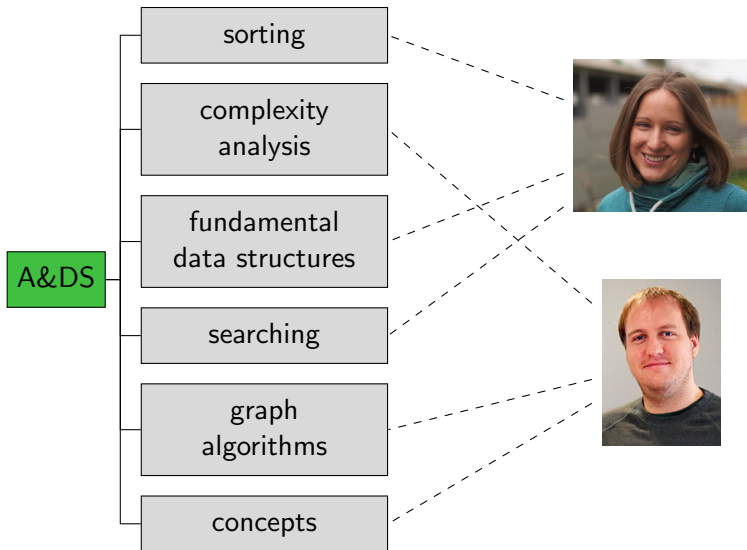 sorting
complexity
analysis
fundamental
data structures
A&DS
searching
graph
algorithms
concepts